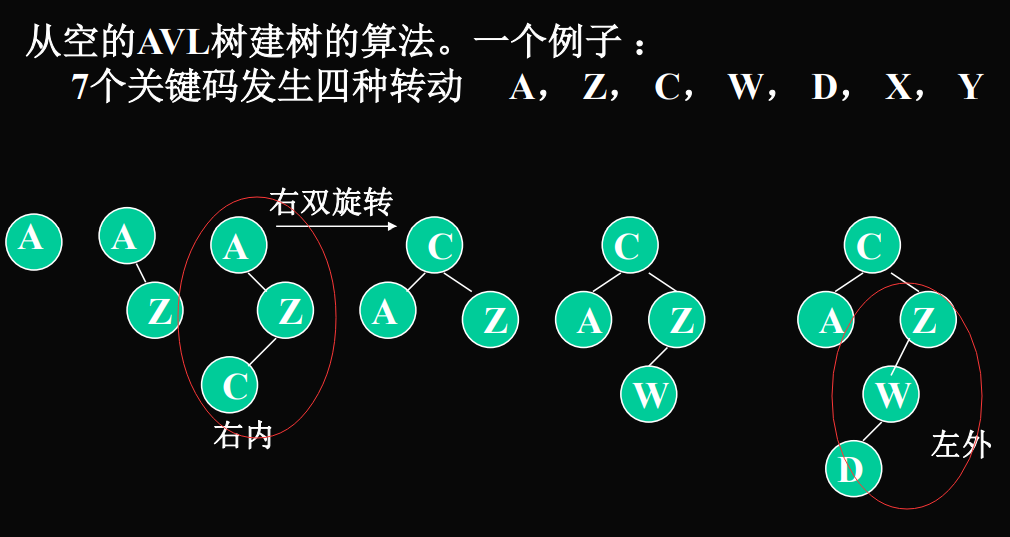 从空的AVL树建树的算法。一个例子：
7个关键码发生四种转动 A， Z， C， W， D， X， Y
右双旋转
A A A C C C
Z Z A Z A Z A Z
C W W
右内 左外
D